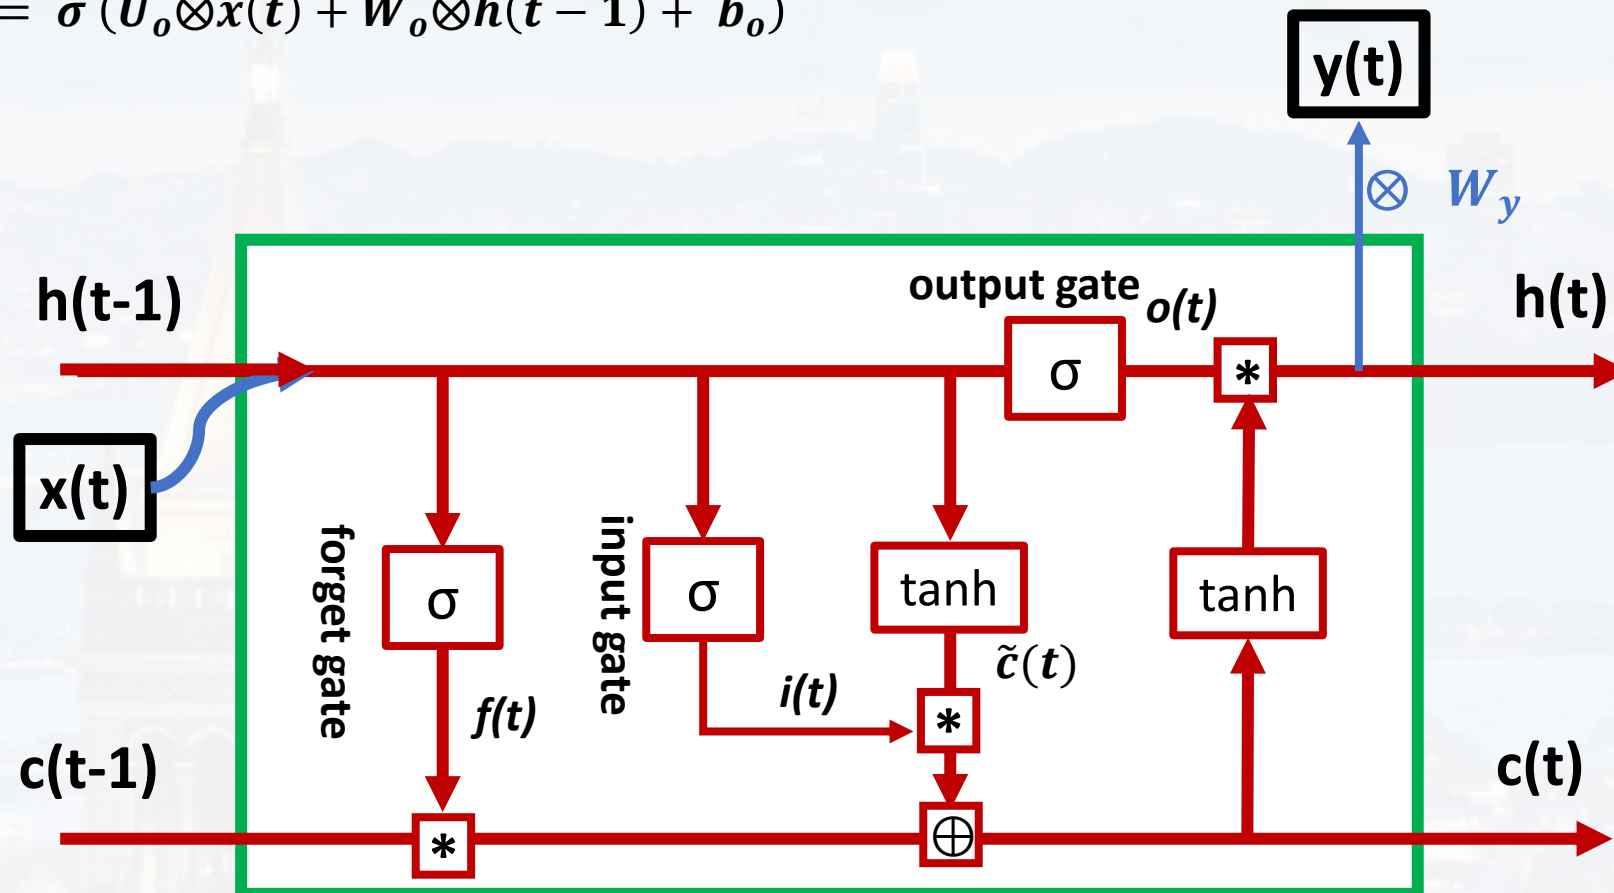 = σ (U_o⊗x(t) + W_o⊗h(t − 1) + b_o)
y(t)
⊗ W_y
h(t-1)
output gate o(t)
h(t)
σ
*
x(t)
forget gate
σ
input gate
σ
tanh
tanh
c̃(t)
f(t)
i(t)
*
c(t-1)
c(t)
*
⊕